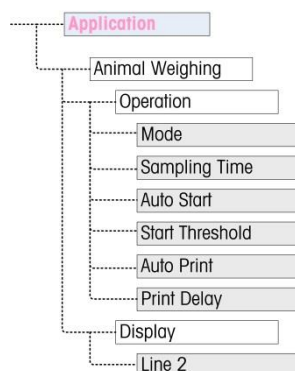 Application
Animal Weighing
Operation
Mode
Sampling Time
Auto Start
Start Threshold
Auto Print
Print Delay
Display
Line 2